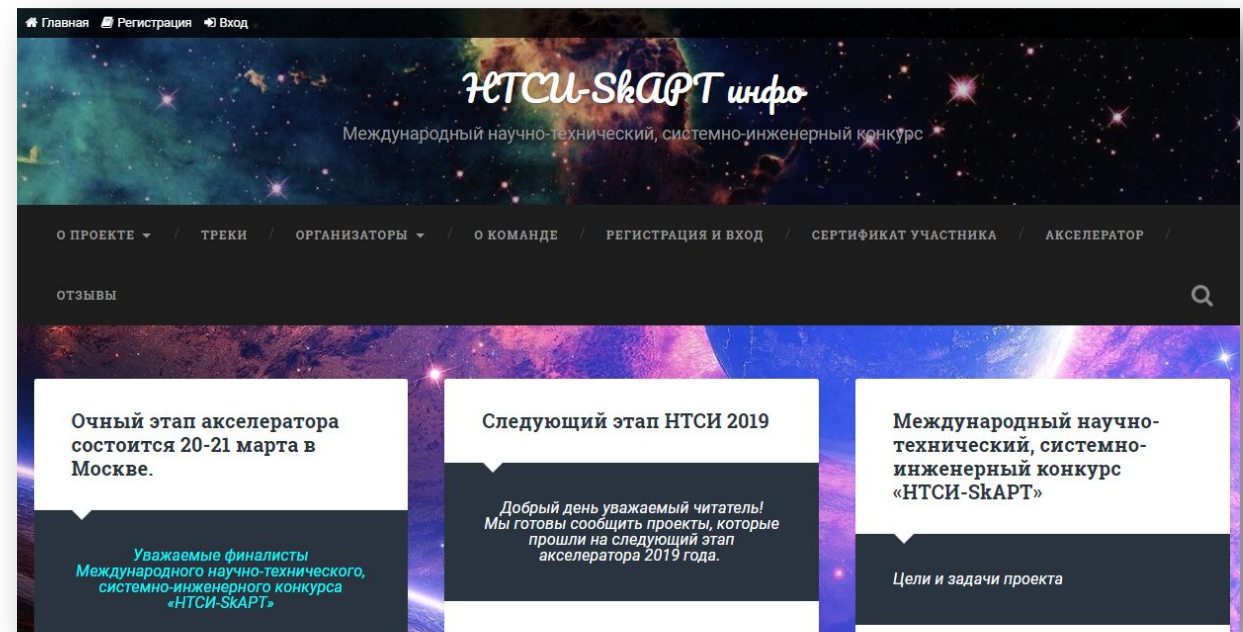 Главная Регистрация Вход
НТСИ-SkAРТ инфо
Международный научно-технический, системно-инженерный конкурс
О ПРОЕКТЕ / ТРЕКИ / ОРГАНИЗАТОРЫ / О КОМАНДЕ / РЕГИСТРАЦИЯ И ВХОД / СЕРТИФИКАТ УЧАСТНИКА / АКСЕЛЕРАТОР /
ОТЗЫВЫ
Очный этап акселератора
состоится 20-21 марта в
Москве.
Уважаемые финалисты
Международного научно-технического,
системно-инженерного конкурса
«НТСИ-SkAРТ»
Следующий этап НТСИ 2019
Добрый день уважаемый читатель!
Мы готовы сообщить проекты, которые
прошли на следующий этап
акселератора 2019 года.
Международный научно-
технический, системно-
инженерный конкурс
«НТСИ-SkAРТ»
Цели и задачи проекта